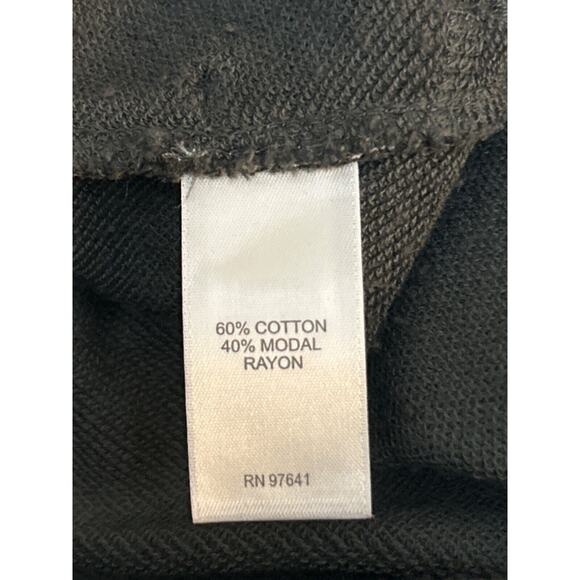 60% COTTON
40% MODAL
RAYON
RN 97641